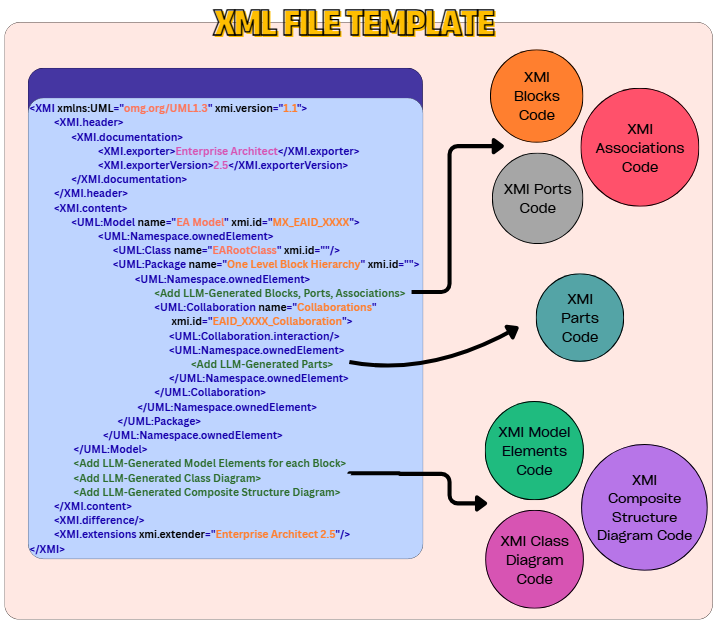 XML FILE TEMPLATE
<XMI xmlns:UML="omg.org/UML1.3" xmi.version="1.1">
<XMI.header>
<XMI.documentation>
<XMI.exporter>Enterprise Architect</XMI.exporter>
<XMI.exporterVersion>2.5</XMI.exporterVersion>
</XMI.documentation>
</XMI.header>
<XMI.content>
<UML:Model name="EA Model" xmi.id="MX_EAID_XXXX">
<UML:Namespace.ownedElement>
<UML:Class name="EARootClass" xmi.id=""/>
<UML:Package name="One Level Block Hierarchy" xmi.id="">
<UML:Namespace.ownedElement>
<Add LLM-Generated Blocks, Ports, Associations>
<UML:Collaboration name="Collaborations"
xmi.id="EAID_XXXX_Collaboration">
<UML:Collaboration.interaction/>
<UML:Namespace.ownedElement>
<Add LLM-Generated Parts>
</UML:Namespace.ownedElement>
</UML:Collaboration>
</UML:Namespace.ownedElement>
</UML:Package>
</UML:Namespace.ownedElement>
</UML:Model>
<Add LLM-Generated Model Elements for each Block>
<Add LLM-Generated Class Diagram>
<Add LLM-Generated Composite Structure Diagram>
</XMI.content>
<XMI.difference/>
<XMI.extensions xmi.extender="Enterprise Architect 2.5"/>
</XMI>
XMI
Blocks
Code
XMI
Associations
Code
XMI Ports
Code
XMI
Parts
Code
XMI Model
Elements
Code
XMI
Composite
Structure
Diagram Code
XMI Class
Diagram
Code